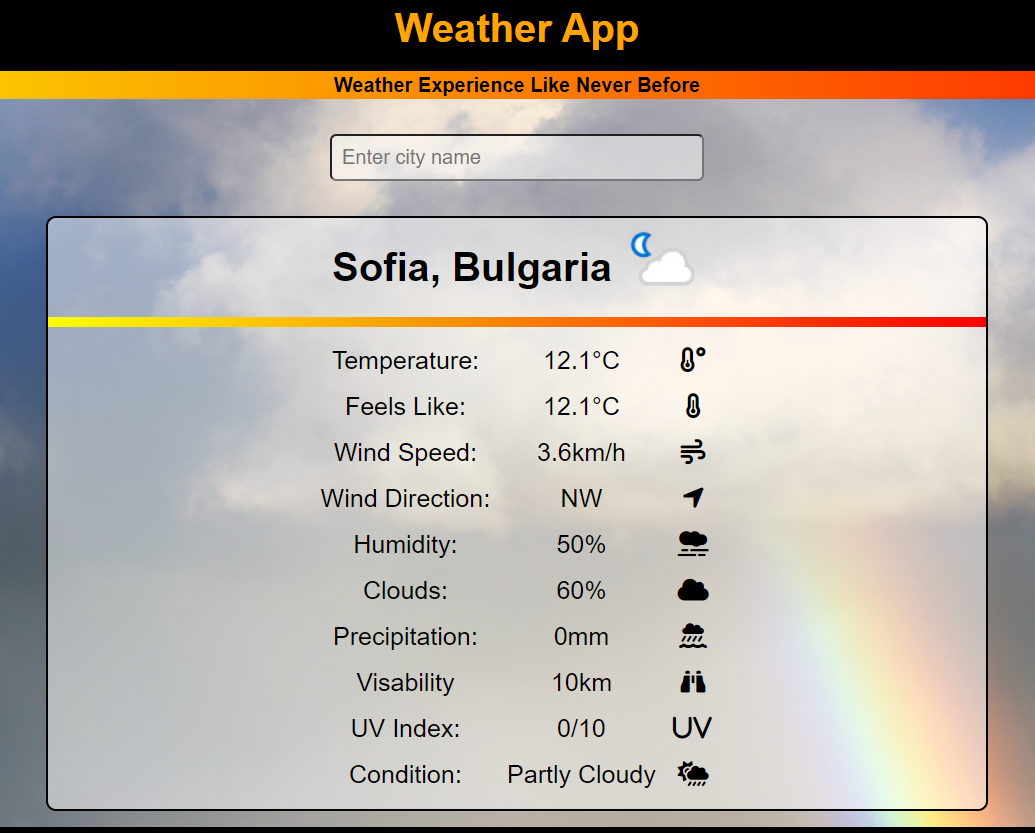 Weather App
Weather Experience Like Never Before
Enter city name
Sofia, Bulgaria
Temperature: 12.1°C
Feels Like: 12.1°C
Wind Speed: 3.6km/h
Wind Direction: NW
Humidity: 50%
Clouds: 60%
Precipitation: 0mm
Visability 10km
UV Index: 0/10 UV
Condition: Partly Cloudy